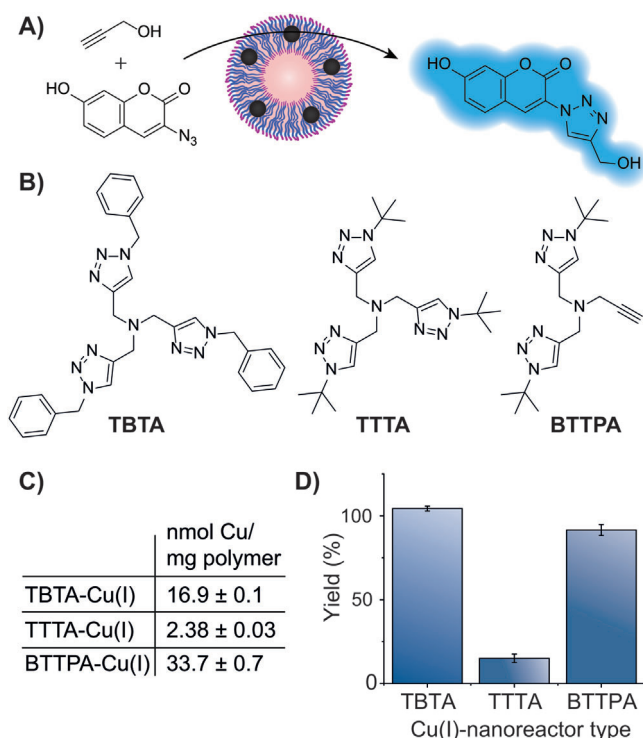 A)
OH
+
HO
O
O
N3
HO
O
O
N
N
N
OH
B)
N
N
N
N
N
N
N
N
N
N
TBTA
N
N
N
N
N
N
N
N
N
N
TTTA
N
N
N
N
N
N
N
BTTPA
C)
nmol Cu/
mg polymer
TBTA-Cu(I) 16.9 ± 0.1
TTTA-Cu(I) 2.38 ± 0.03
BTTPA-Cu(I) 33.7 ± 0.7
D)
Yield (%)
100
50
0
TBTA TTTA BTTPA
Cu(I)-nanoreactor type